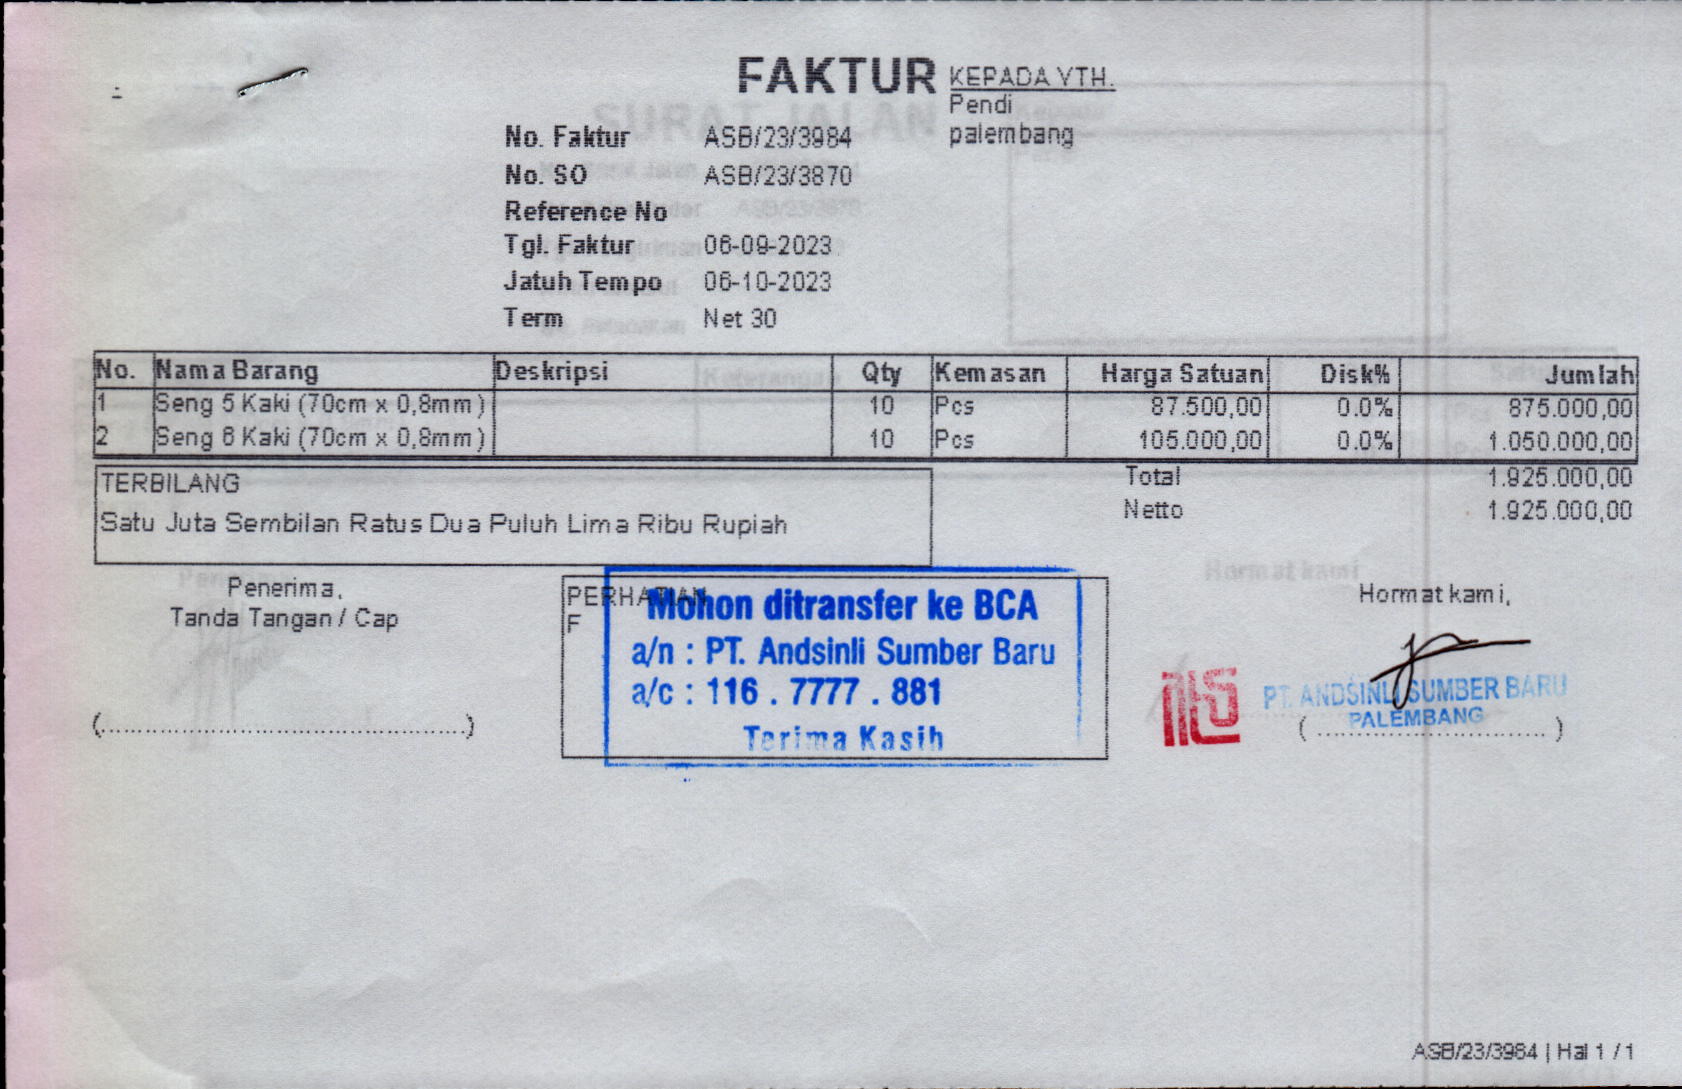 FAKTUR
KEPADA YTH.
Pendi
palembang
No. Faktur ASB/23/3984
No. SO ASB/23/3870
Reference No
Tgl. Faktur 06-09-2023
Jatuh Tempo 06-10-2023
Term Net 30
No. Nama Barang Deskripsi Qty Kemasan Harga Satuan Disk% Jumlah
1 Seng 5 Kaki (70cm x 0,8mm) 10 Pcs 87.500,00 0.0% 875.000,00
2 Seng 6 Kaki (70cm x 0,8mm) 10 Pcs 105.000,00 0.0% 1.050.000,00
Total 1.925.000,00
Netto 1.925.000,00
TERBILANG
Satu Juta Sembilan Ratus Dua Puluh Lima Ribu Rupiah
Penerima,
Tanda Tangan / Cap
(........................................)
PERHATIAN
F
Mohon ditransfer ke BCA
a/n : PT. Andsinli Sumber Baru
a/c : 116 . 7777 . 881
Terima Kasih
Hormat kami,
PT. ANDSINLI SUMBER BARU
PALEMBANG
(............................)
ASB/23/3984 | Hal 1 / 1